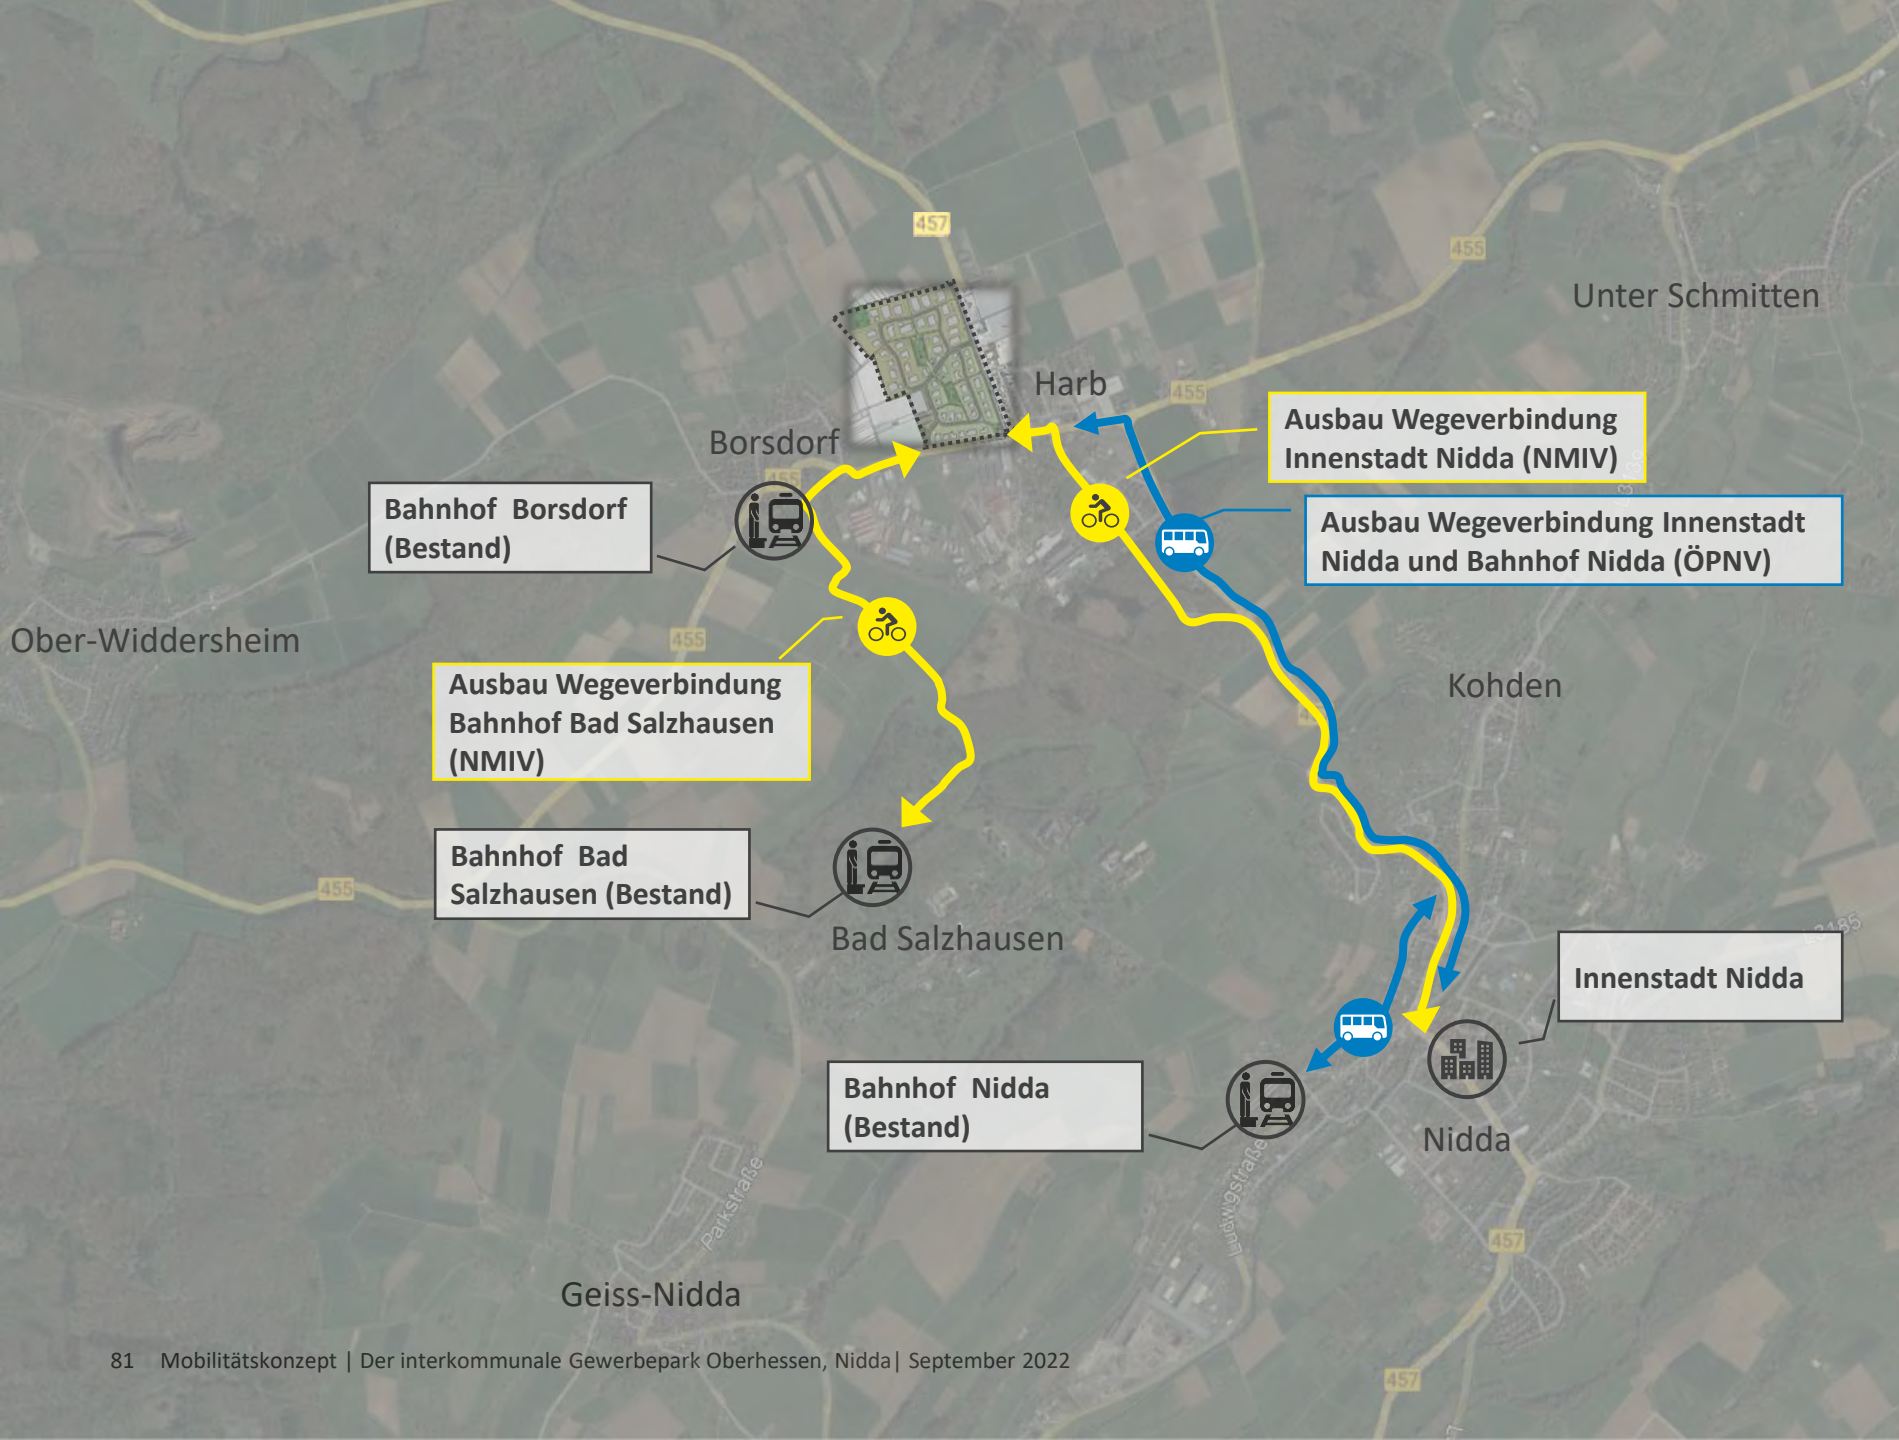 457
455
Unter Schmitten
Harb
455
Ausbau Wegeverbindung
Innenstadt Nidda (NMIV)
Borsdorf
455
Bahnhof Borsdorf
(Bestand)
Ausbau Wegeverbindung Innenstadt
Nidda und Bahnhof Nidda (ÖPNV)
Ober-Widdersheim
455
Ausbau Wegeverbindung
Bahnhof Bad Salzhausen
(NMIV)
Kohden
Bahnhof Bad
Salzhausen (Bestand)
455
Bad Salzhausen
L3185
Innenstadt Nidda
Bahnhof Nidda
(Bestand)
Nidda
Parkstraße
Ludwigstraße
457
Geiss-Nidda
81 Mobilitätskonzept | Der interkommunale Gewerbepark Oberhessen, Nidda| September 2022
457